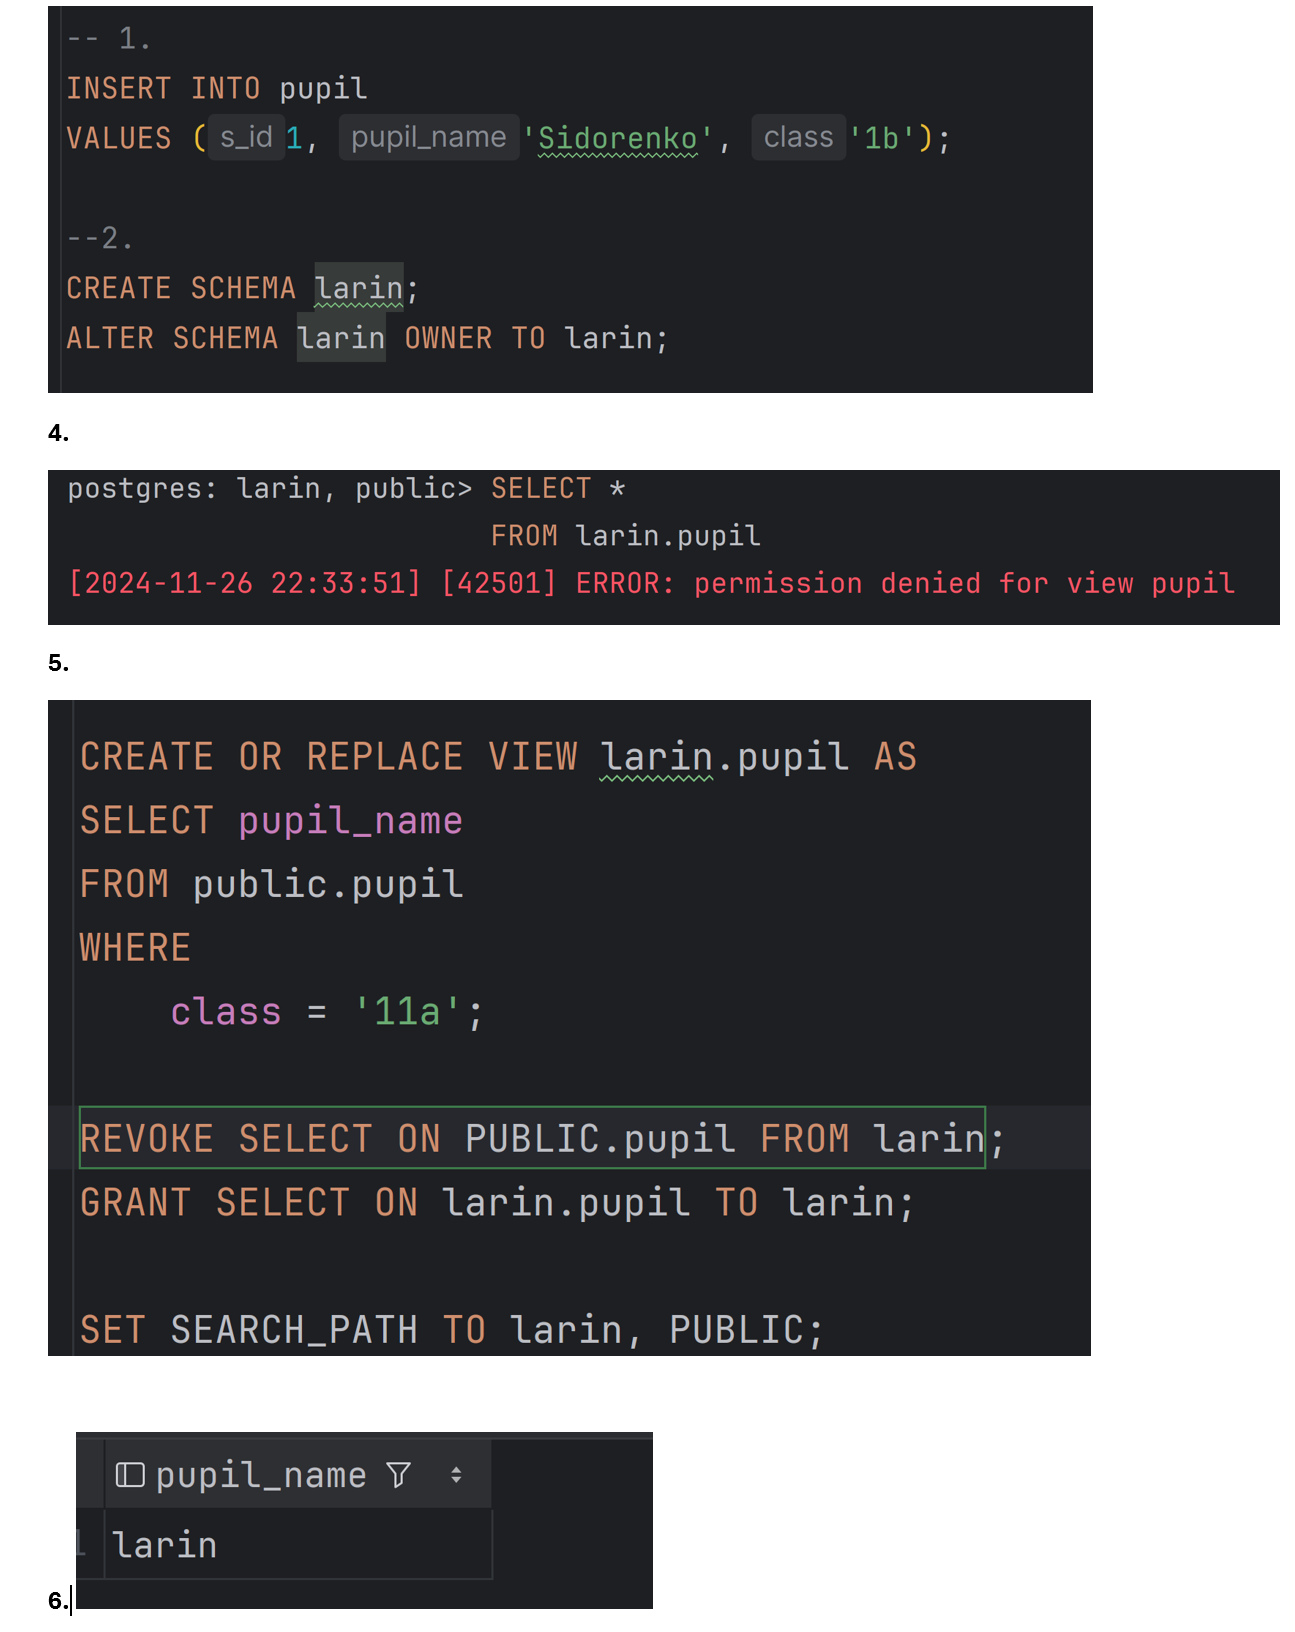 -- 1.
INSERT INTO pupil
VALUES ( s_id 1, pupil_name 'Sidorenko', class '1b');
--2.
CREATE SCHEMA larin;
ALTER SCHEMA larin OWNER TO larin;
4.
postgres: larin, public> SELECT *
FROM larin.pupil
[2024-11-26 22:33:51] [42501] ERROR: permission denied for view pupil
5.
CREATE OR REPLACE VIEW larin.pupil AS
SELECT pupil_name
FROM public.pupil
WHERE
class = '11a';
REVOKE SELECT ON PUBLIC.pupil FROM larin;
GRANT SELECT ON larin.pupil TO larin;
SET SEARCH_PATH TO larin, PUBLIC;
pupil_name
1 larin
6.